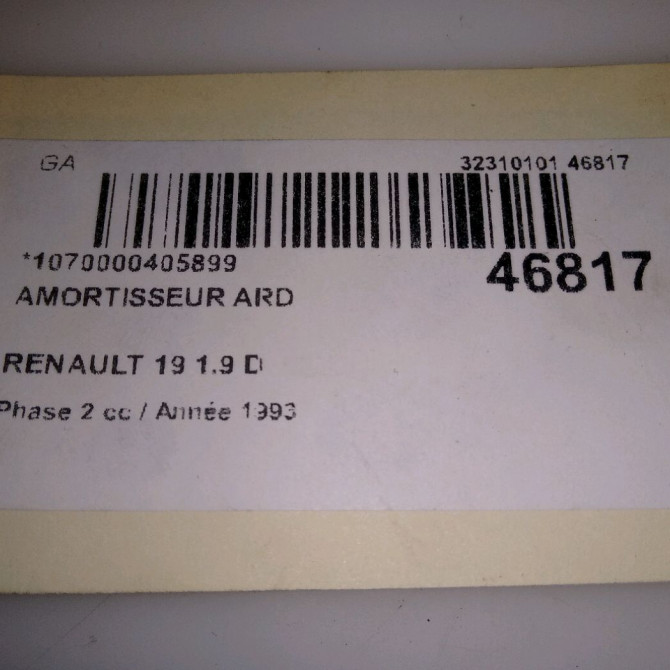 GA 32310101 46817
*1070000405899 46817
AMORTISSEUR ARD
RENAULT 19 1.9 D
Phase 2 cc / Année 1993